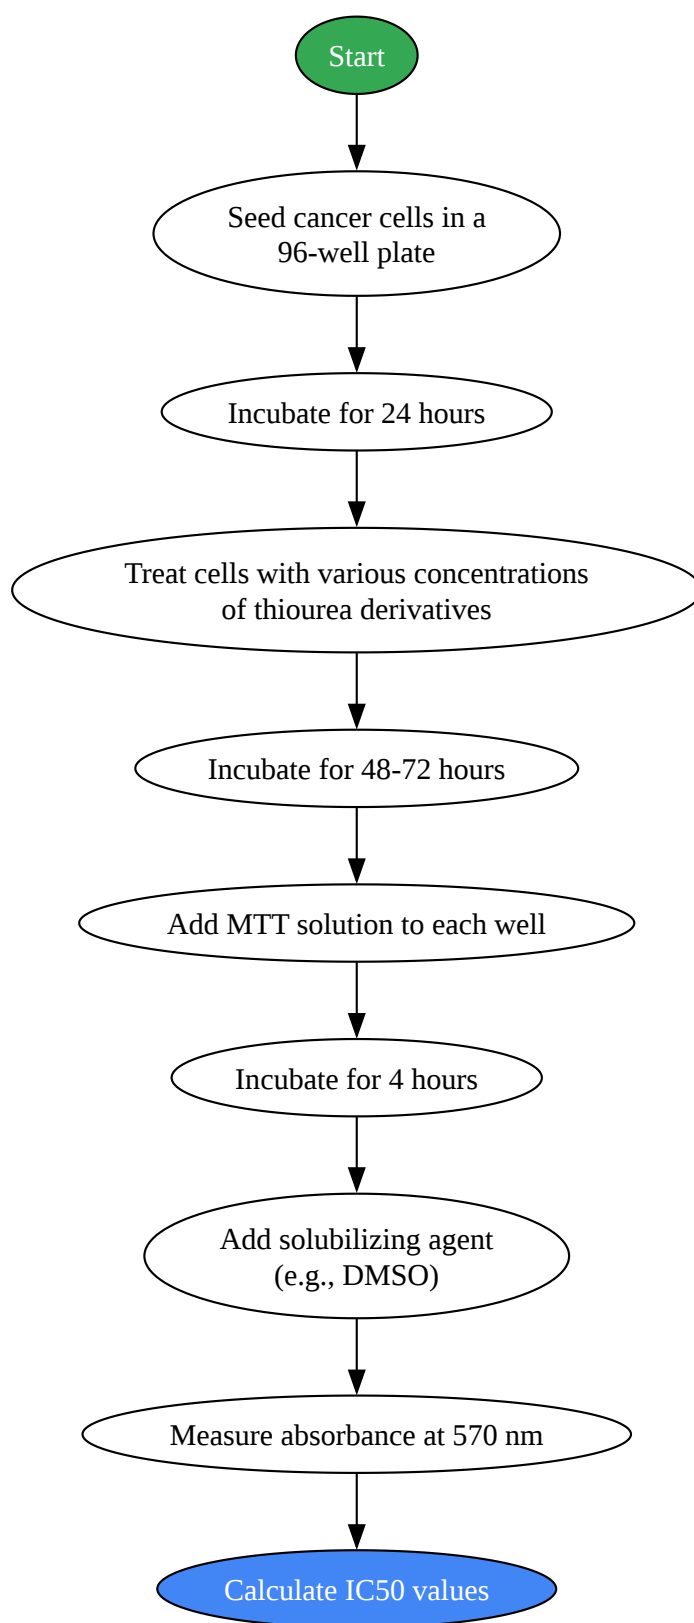 Start
Seed cancer cells in a
96-well plate
Incubate for 24 hours
Treat cells with various concentrations
of thiourea derivatives
Incubate for 48-72 hours
Add MTT solution to each well
Incubate for 4 hours
Add solubilizing agent
(e.g., DMSO)
Measure absorbance at 570 nm
Calculate IC50 values